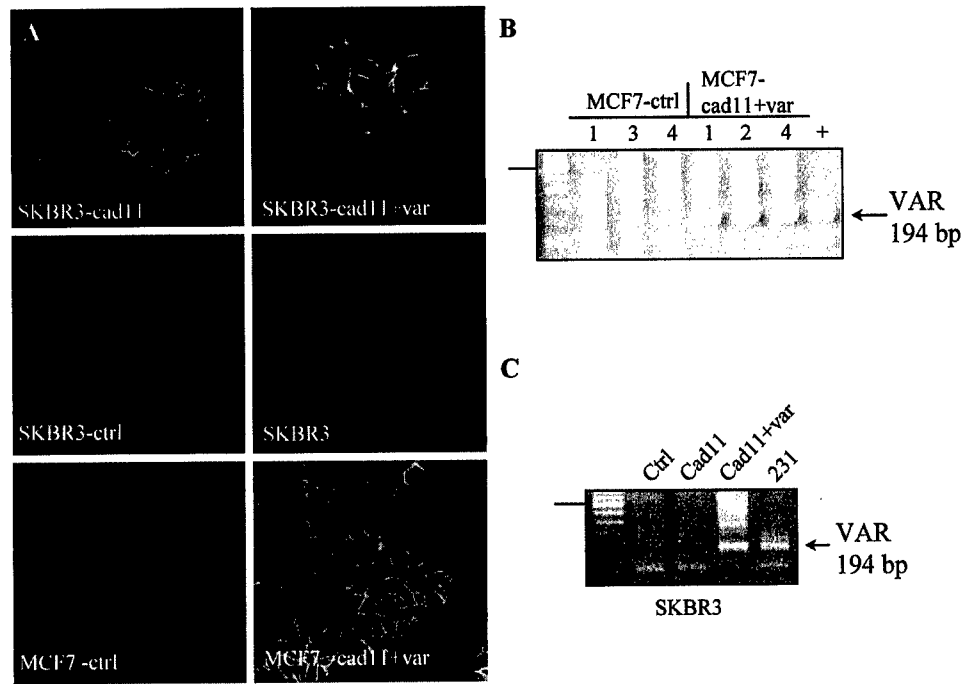 A
SKBR3-cad11
SKBR3-cad11+var
SKBR3-ctrl
SKBR3
MCF7 -ctrl
MCF7 -cad11+var
B
MCF7-ctrl
MCF7-
cad11+var
1 3 4 1 2 4 +
VAR
194 bp
C
Ctrl
Cad11
Cad11+var
231
VAR
194 bp
SKBR3